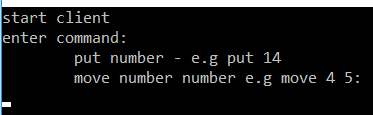 start client
enter command:
put number - e.g put 14
move number number e.g move 4 5: